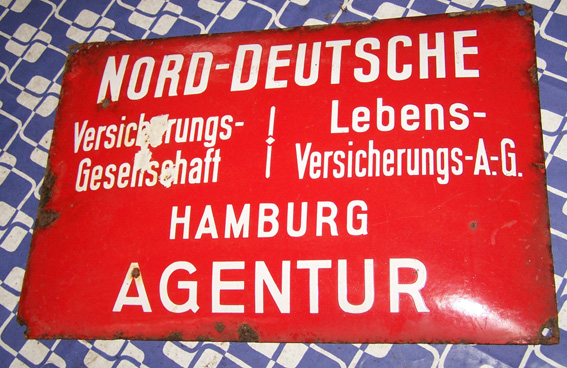 NORD-DEUTSCHE
Versicherungs-
Gesellschaft
Lebens-
Versicherungs-A.-G.
HAMBURG
AGENTUR